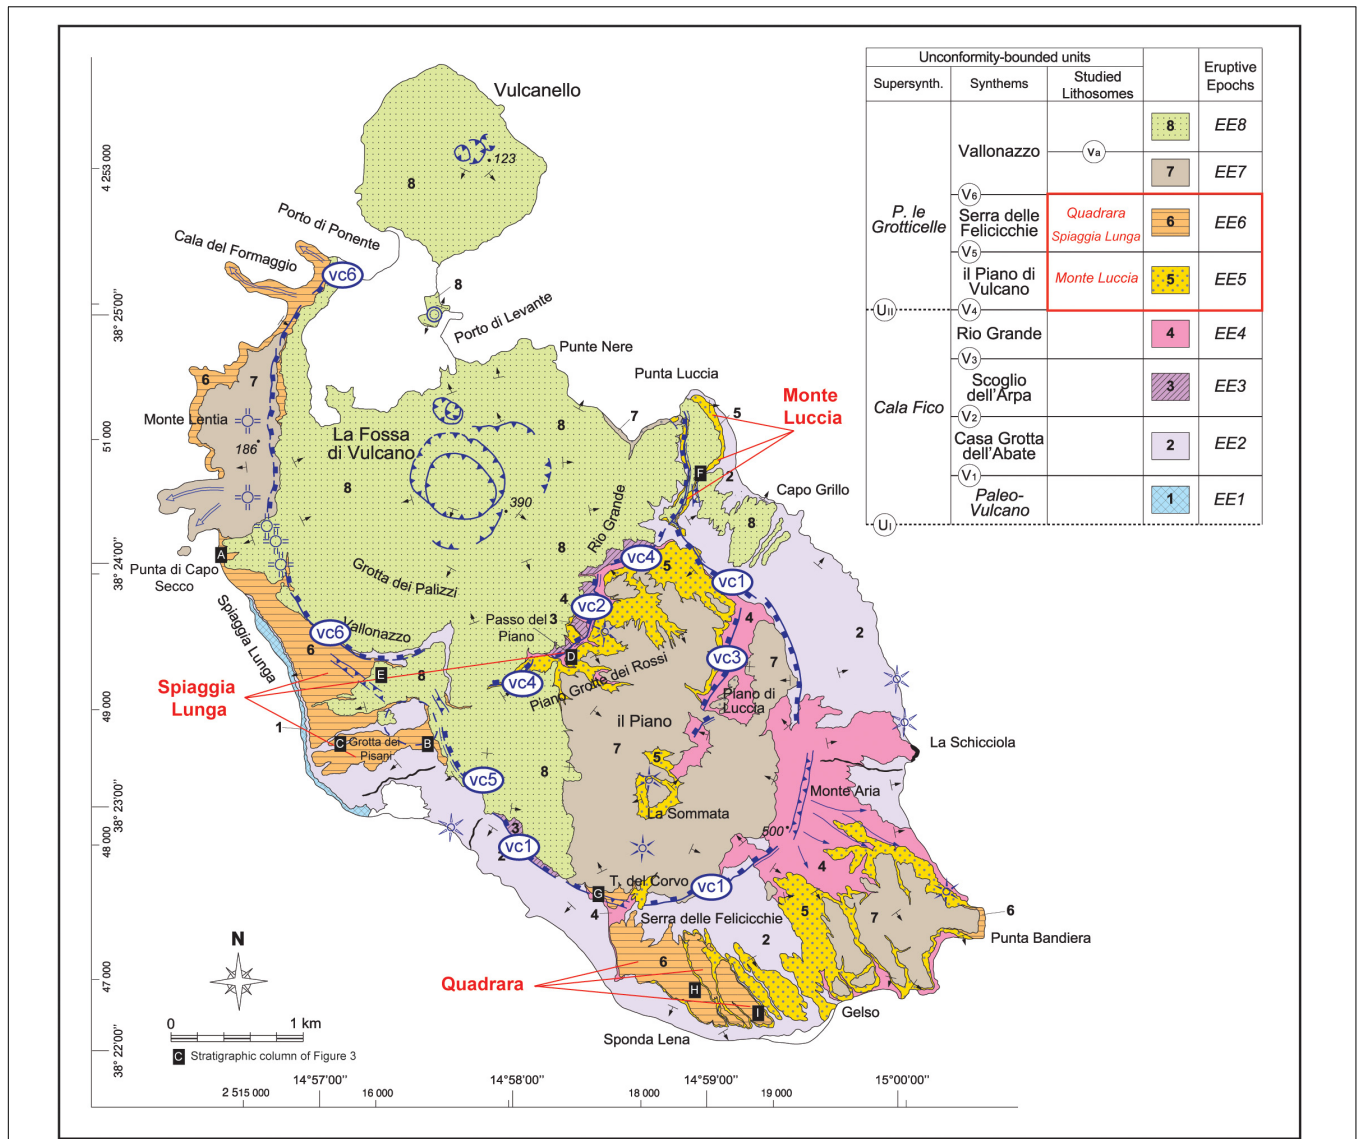 Unconformity-bounded units
Supersynth.
Synthems
Studied
Lithosomes
Eruptive
Epochs
Vallonazzo
Va
8
EE8
7
EE7
V6
P. le
Grotticelle
Serra delle
Felicicchie
Quadrara
Spiaggia Lunga
6
EE6
V5
il Piano di
Vulcano
Monte Luccia
5
EE5
UII
V4
Rio Grande
4
EE4
V3
Cala Fico
Scoglio
dell'Arpa
3
EE3
V2
Casa Grotta
dell'Abate
2
EE2
V1
Paleo-
Vulcano
1
EE1
UI
Vulcanello
123
8
4 253 000
Porto di Ponente
Cala del Formaggio
vc6
8
38° 25'00"
Porto di Levante
Punte Nere
Punta Luccia
6
7
7
5
Monte
Luccia
Monte Lentia
186
51 000
La Fossa
di Vulcano
8
8
F
2
Capo Grillo
390
Rio Grande
8
8
A
Punta di Capo
Secco
38° 24'00"
Grotta dei Palizzi
vc4
5
vc1
4
vc2
3
4
2
Spiaggia Lunga
Vallonazzo
vc6
6
Passo del
Piano
D
vc3
7
E
8
vc4
Piano Grotte dei Rossi
Piano di
Luccia
Spiaggia
Lunga
49 000
1
il Piano
C
Grotta dei
Pisani
B
7
5
La Schicciola
8
vc5
Monte Aria
La Sommata
38° 23'00"
48 000
3
500
2
vc1
4
T. del Corvo
vc1
G
4
Serra delle Felicicchie
5
7
6
2
Punta Bandiera
N
6
47 000
Quadrara
H
I
Gelso
0
1 km
Sponda Lena
C
Stratigraphic column of Figure 3
38° 22'00"
14°57'00"
14°58'00"
14°59'00"
15°00'00"
2 515 000
16 000
18 000
19 000